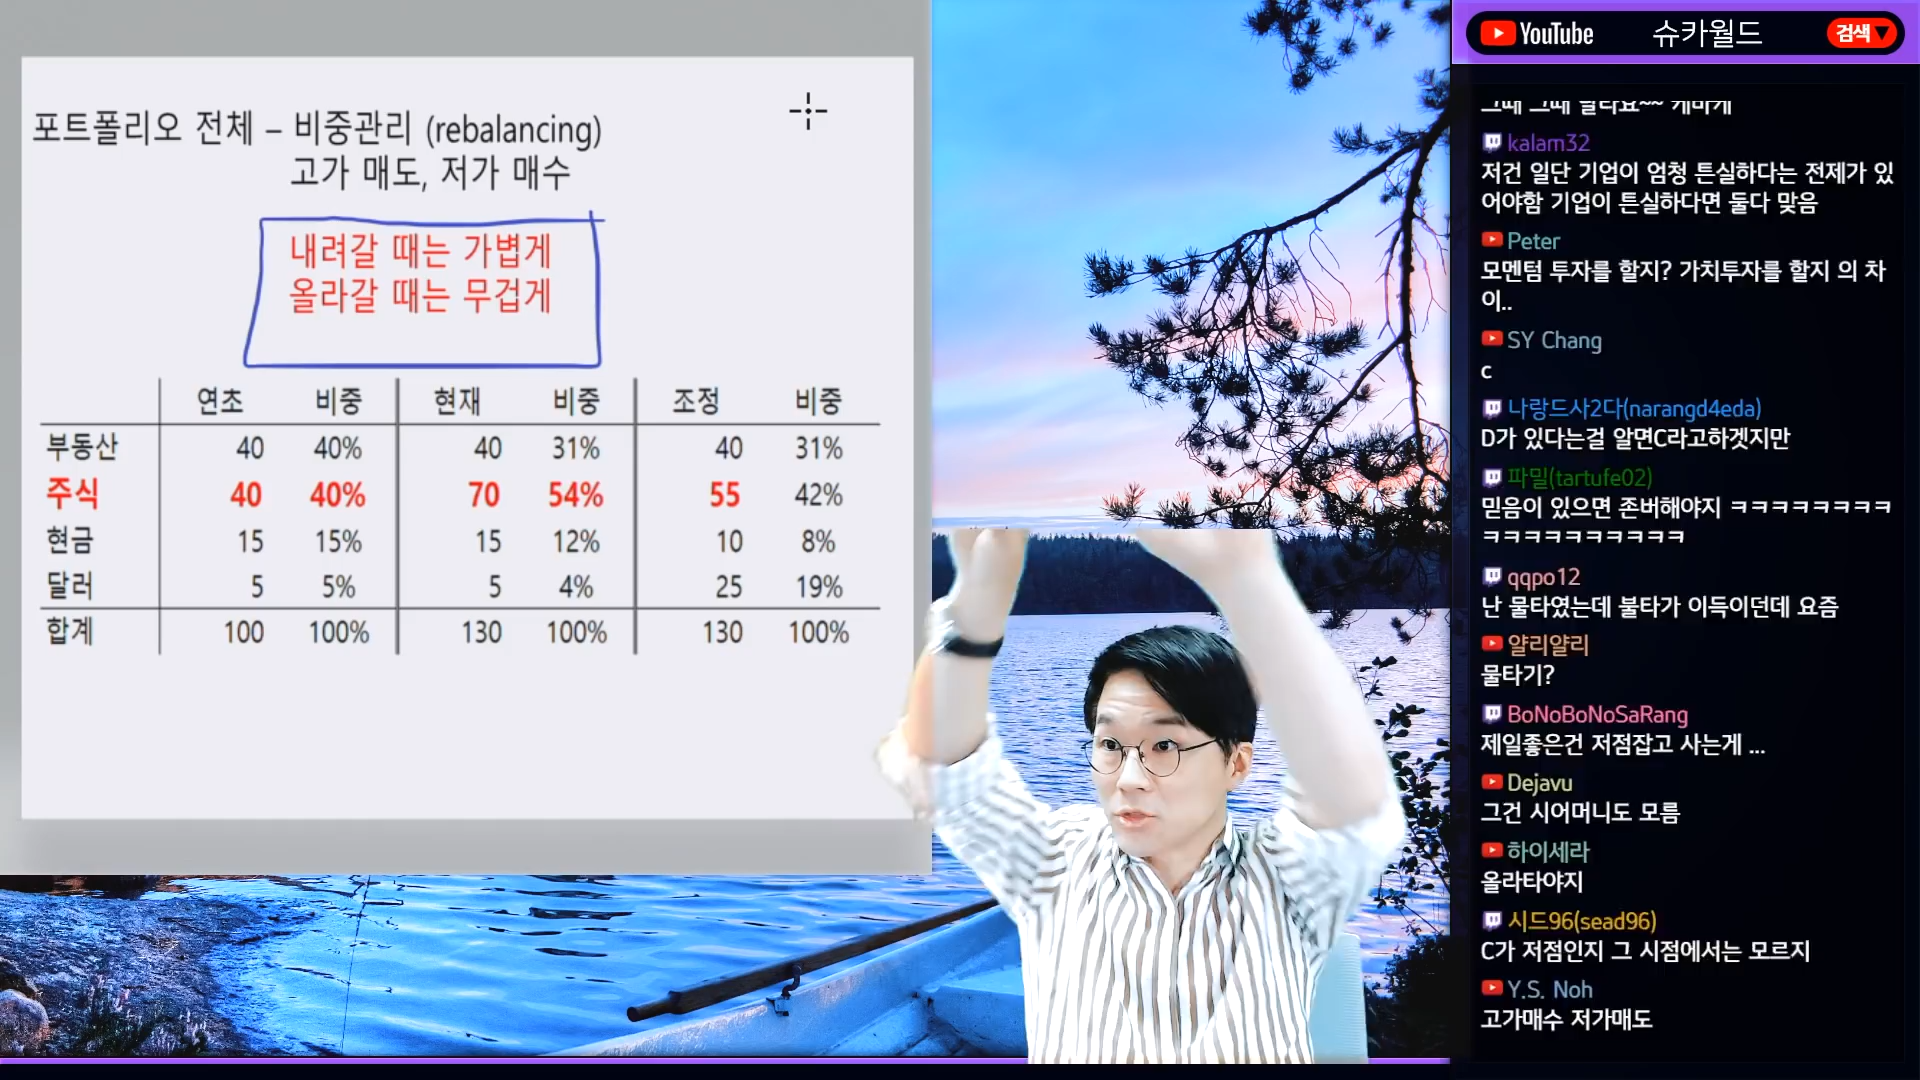 포트폴리오 전체 – 비중관리 (rebalancing)
고가 매도, 저가 매수
내려갈 때는 가볍게
올라갈 때는 무겁게
연초 비중 현재 비중 조정 비중
부동산 40 40% 40 31% 40 31%
주식 40 40% 70 54% 55 42%
현금 15 15% 15 12% 10 8%
달러 5 5% 5 4% 25 19%
합계 100 100% 130 100% 130 100%
YouTube 슈카월드 검색▼
kalam32
저건 일단 기업이 엄청 튼실하다는 전제가 있
어야함 기업이 튼실하다면 둘다 맞음
Peter
모멘텀 투자를 할지? 가치투자를 할지 의 차
이..
SY Chang
c
나랑드사2다(narangd4eda)
D가 있다는걸 알면C라고하겟지만
파밀(tartufe02)
믿음이 있으면 존버해야지 ㅋㅋㅋㅋㅋㅋㅋㅋ
ㅋㅋㅋㅋㅋㅋㅋㅋㅋㅋ
qqpo12
난 물타였는데 불타가 이득이던데 요즘
얄리얄리
물타기?
BoNoBoNoSaRang
제일좋은건 저점잡고 사는게 ...
Dejavu
그건 시어머니도 모름
하이세라
올라타야지
시드96(sead96)
C가 저점인지 그 시점에서는 모르지
Y.S. Noh
고가매수 저가매도